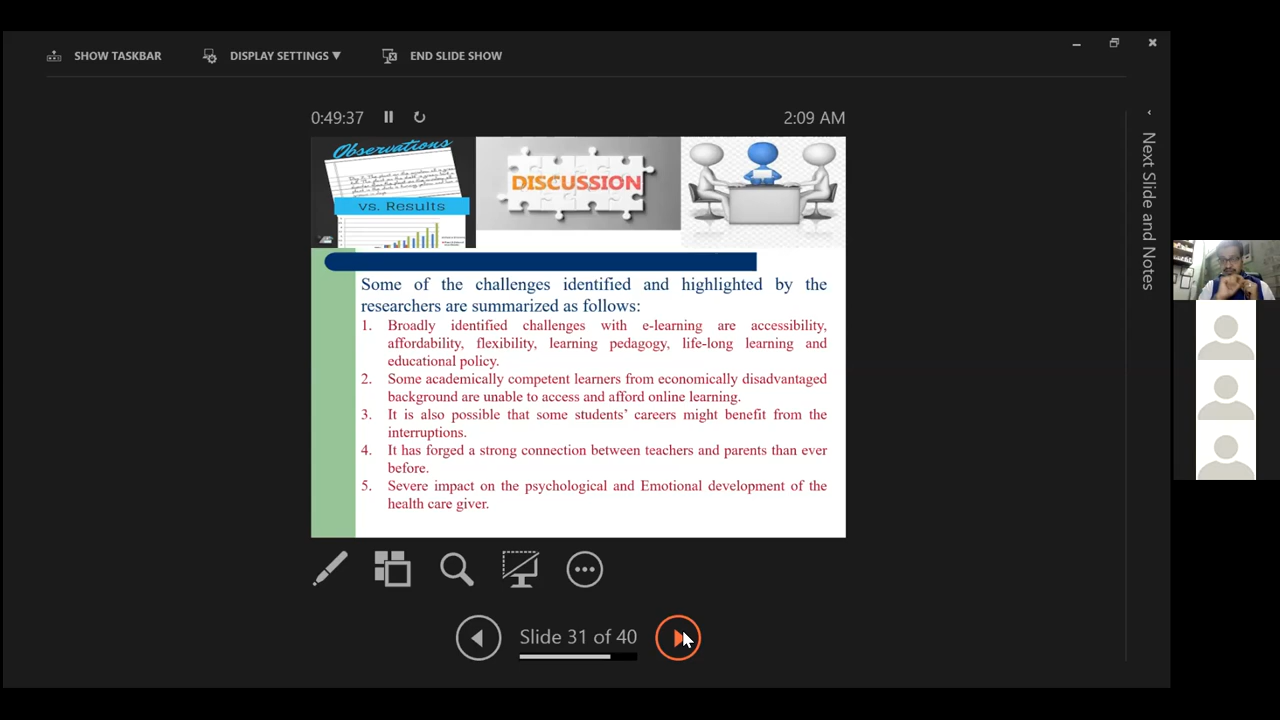 SHOW TASKBAR
DISPLAY SETTINGS ▼
END SLIDE SHOW
0:49:37
2:09 AM
Observations
vs. Results
DISCUSSION
Some of the challenges identified and highlighted by the
researchers are summarized as follows:
1. Broadly identified challenges with e-learning are accessibility,
affordability, flexibility, learning pedagogy, life-long learning and
educational policy.
2. Some academically competent learners from economically disadvantaged
background are unable to access and afford online learning.
3. It is also possible that some students’ careers might benefit from the
interruptions.
4. It has forged a strong connection between teachers and parents than ever
before.
5. Severe impact on the psychological and Emotional development of the
health care giver.
Slide 31 of 40
Next Slide and Notes